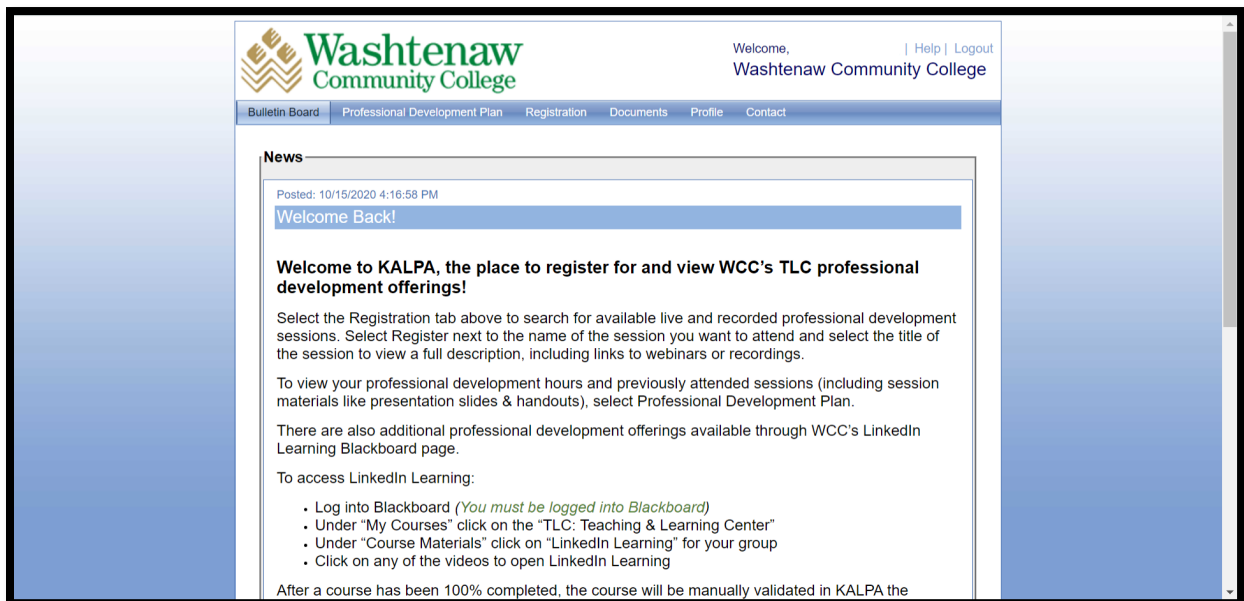 Washtenaw
Community College
Welcome,
| Help | Logout
Washtenaw Community College
Bulletin Board Professional Development Plan Registration Documents Profile Contact
News
Posted: 10/15/2020 4:16:58 PM
Welcome Back!
Welcome to KALPA, the place to register for and view WCC’s TLC professional
development offerings!
Select the Registration tab above to search for available live and recorded professional development
sessions. Select Register next to the name of the session you want to attend and select the title of
the session to view a full description, including links to webinars or recordings.
To view your professional development hours and previously attended sessions (including session
materials like presentation slides & handouts), select Professional Development Plan.
There are also additional professional development offerings available through WCC’s LinkedIn
Learning Blackboard page.
To access LinkedIn Learning:
• Log into Blackboard (You must be logged into Blackboard)
• Under “My Courses” click on the “TLC: Teaching & Learning Center”
• Under “Course Materials” click on “LinkedIn Learning” for your group
• Click on any of the videos to open LinkedIn Learning
After a course has been 100% completed, the course will be manually validated in KALPA the